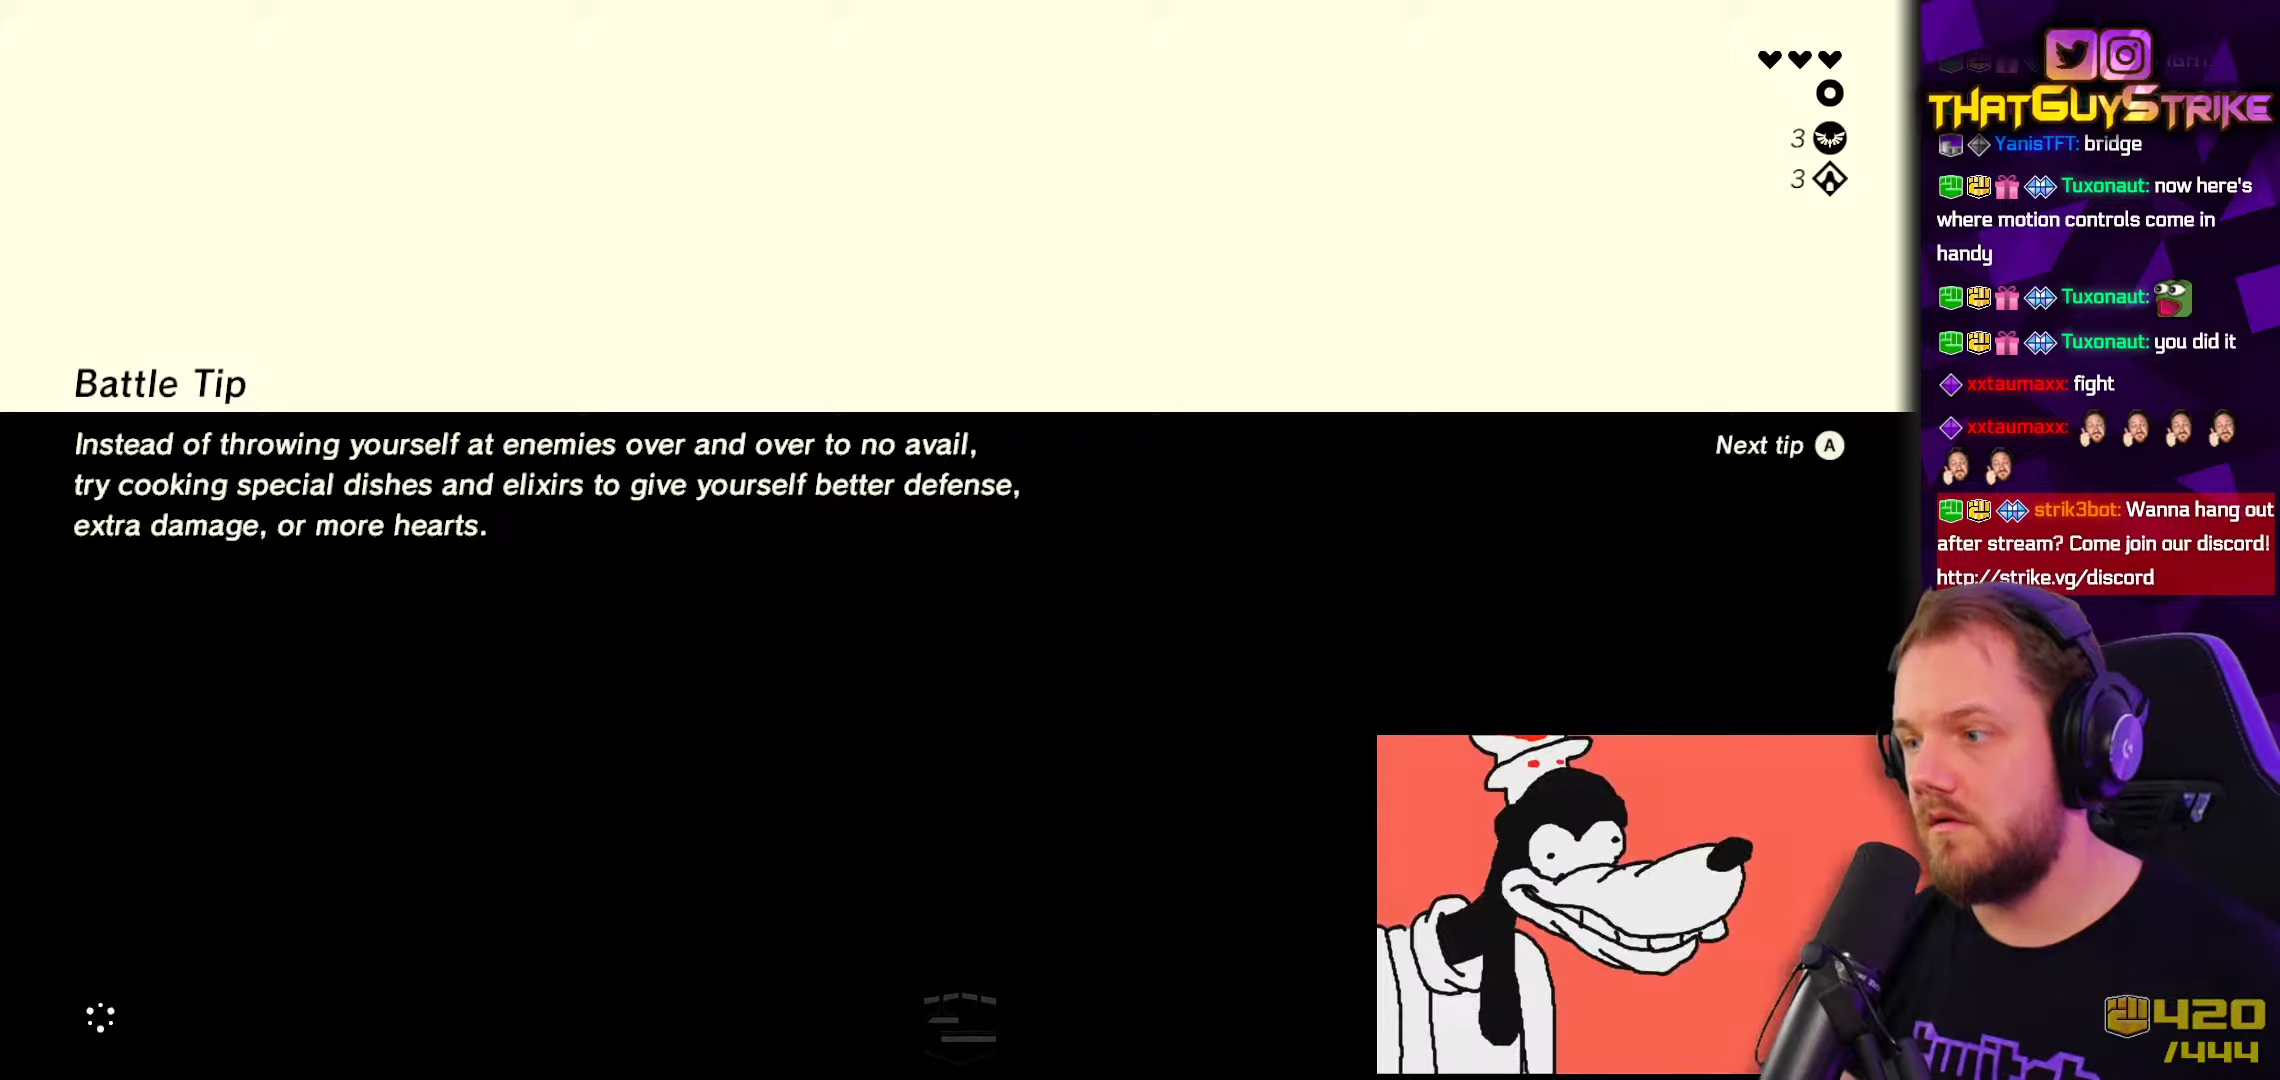 3
3
Battle Tip
Instead of throwing yourself at enemies over and over to no avail,
try cooking special dishes and elixirs to give yourself better defense,
extra damage, or more hearts.
Next tip A
THATGUYSTRIKE
YanisTFT: bridge
Tuxonaut: now here's
where motion controls come in
handy
Tuxonaut:
Tuxonaut: you did it
xxtaumaxx: fight
xxtaumaxx:
strik3bot: Wanna hang out
after stream? Come join our discord!
http://strike.vg/discord
twitch
420
/444